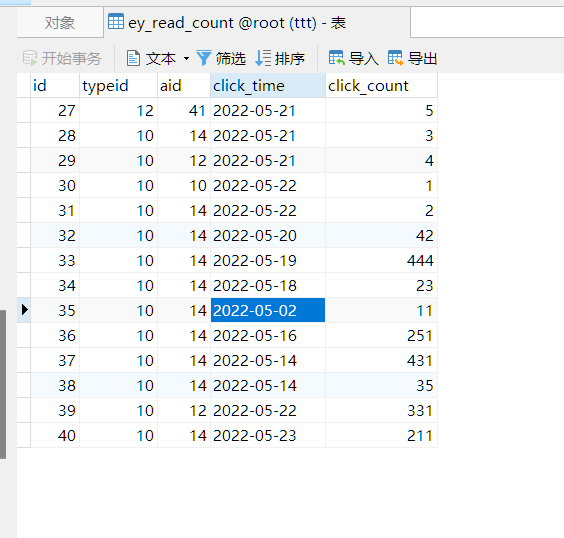 对象 ey_read_count @root (ttt) - 表
开始事务 文本 筛选 排序 导入 导出
id typeid aid click_time click_count
27 12 41 2022-05-21 5
28 10 14 2022-05-21 3
29 10 12 2022-05-21 4
30 10 10 2022-05-22 1
31 10 14 2022-05-22 2
32 10 14 2022-05-20 42
33 10 14 2022-05-19 444
34 10 14 2022-05-18 23
35 10 14 2022-05-02 11
36 10 14 2022-05-16 251
37 10 14 2022-05-14 431
38 10 14 2022-05-14 35
39 10 12 2022-05-22 331
40 10 14 2022-05-23 211